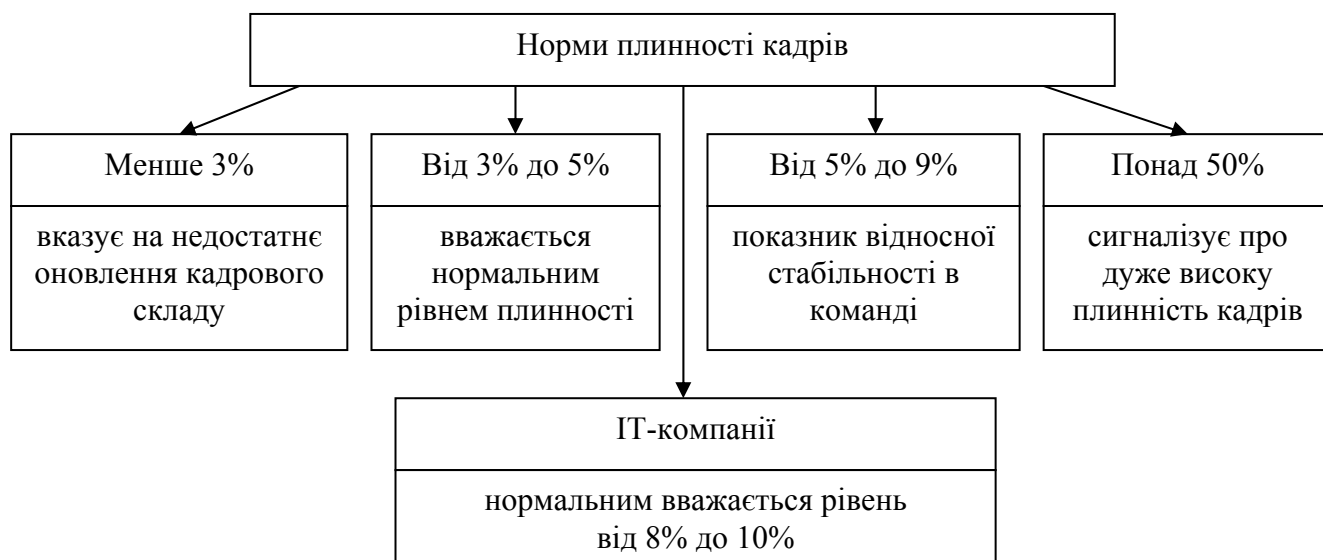 Норми плинності кадрів
Менше 3%
вказує на недостатнє
оновлення кадрового
складу
Від 3% до 5%
вважається
нормальним
рівнем плинності
Від 5% до 9%
показник відносної
стабільності в
команді
Понад 50%
сигналізує про
дуже високу
плинність кадрів
ІТ-компанії
нормальним вважається рівень
від 8% до 10%